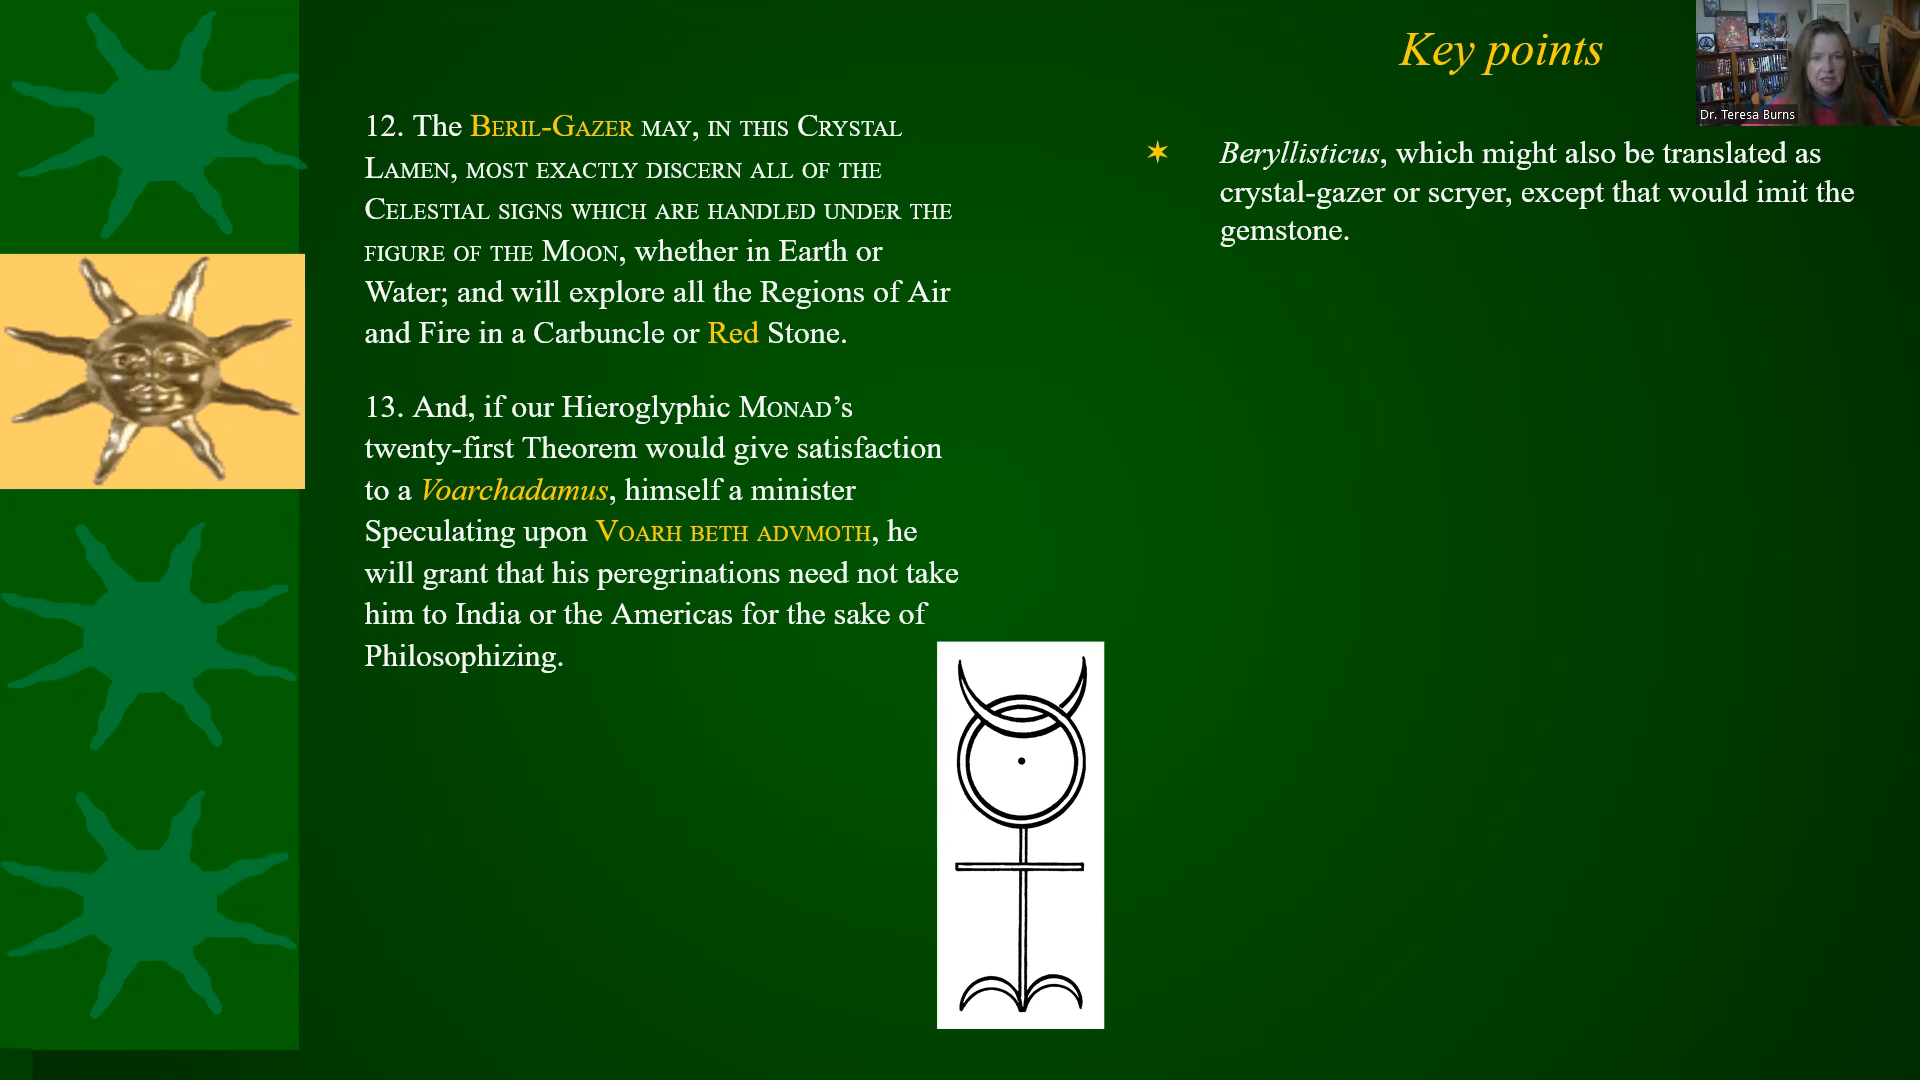 Key points
Dr. Teresa Burns
12. The BERIL-GAZER MAY, IN THIS CRYSTAL
LAMEN, MOST EXACTLY DISCERN ALL OF THE
CELESTIAL SIGNS WHICH ARE HANDLED UNDER THE
FIGURE OF THE MOON, whether in Earth or
Water; and will explore all the Regions of Air
and Fire in a Carbuncle or Red Stone.
13. And, if our Hieroglyphic MONAD’s
twenty-first Theorem would give satisfaction
to a Voarchadamus, himself a minister
Speculating upon VOARH BETH ADVMOTH, he
will grant that his peregrinations need not take
him to India or the Americas for the sake of
Philosophizing.
Beryllisticus, which might also be translated as
crystal-gazer or scryer, except that would imit the
gemstone.